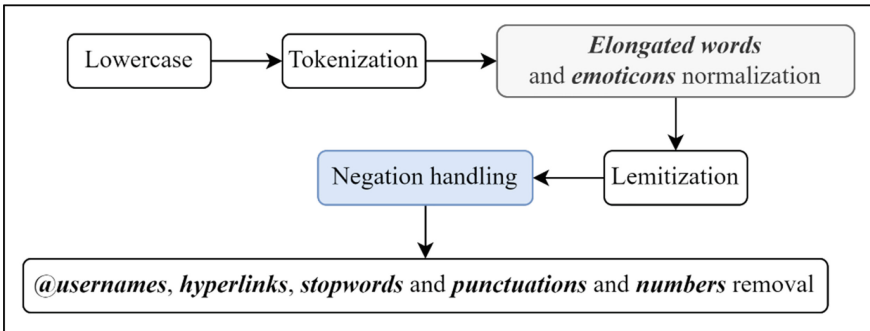 Lowercase
Tokenization
Elongated words
and emoticons normalization
Lemitization
Negation handling
@usernames, hyperlinks, stopwords and punctuations and numbers removal